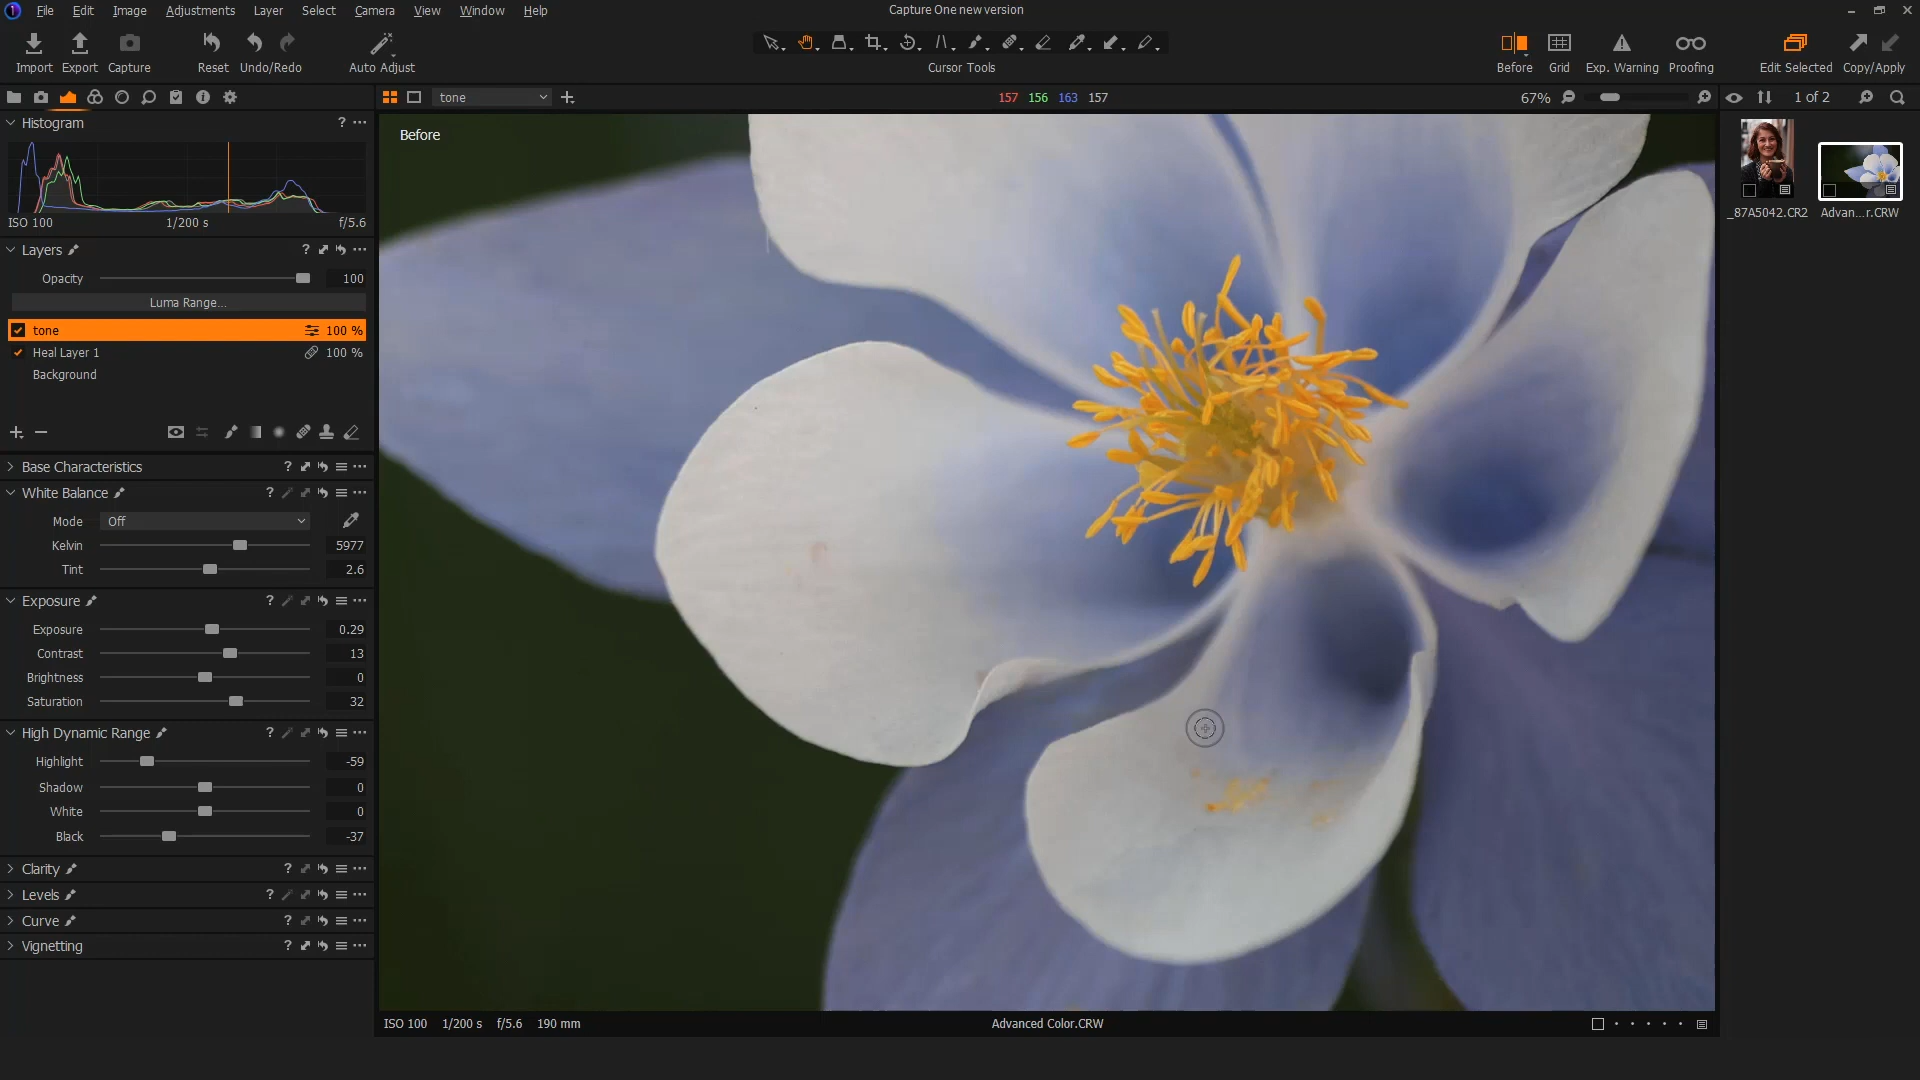 File Edit Image Adjustments Layer Select Camera View Window Help
Capture One new version
Import Export Capture Reset Undo/Redo Auto Adjust
Cursor Tools
Before Grid Exp. Warning Proofing Edit Selected Copy/Apply
tone
157 156 163 157
67%
1 of 2
Histogram
ISO 100 1/200 s f/5.6
Layers
Opacity 100
Luma Range...
tone 100 %
Heal Layer 1 100 %
Background
Base Characteristics
White Balance
Mode Off
Kelvin 5977
Tint 2.6
Exposure
Exposure 0.29
Contrast 13
Brightness 0
Saturation 32
High Dynamic Range
Highlight -59
Shadow 0
White 0
Black -37
Clarity
Levels
Curve
Vignetting
Before
ISO 100 1/200 s f/5.6 190 mm
Advanced Color.CRW
_87A5042.CR2 Advan...r.CRW